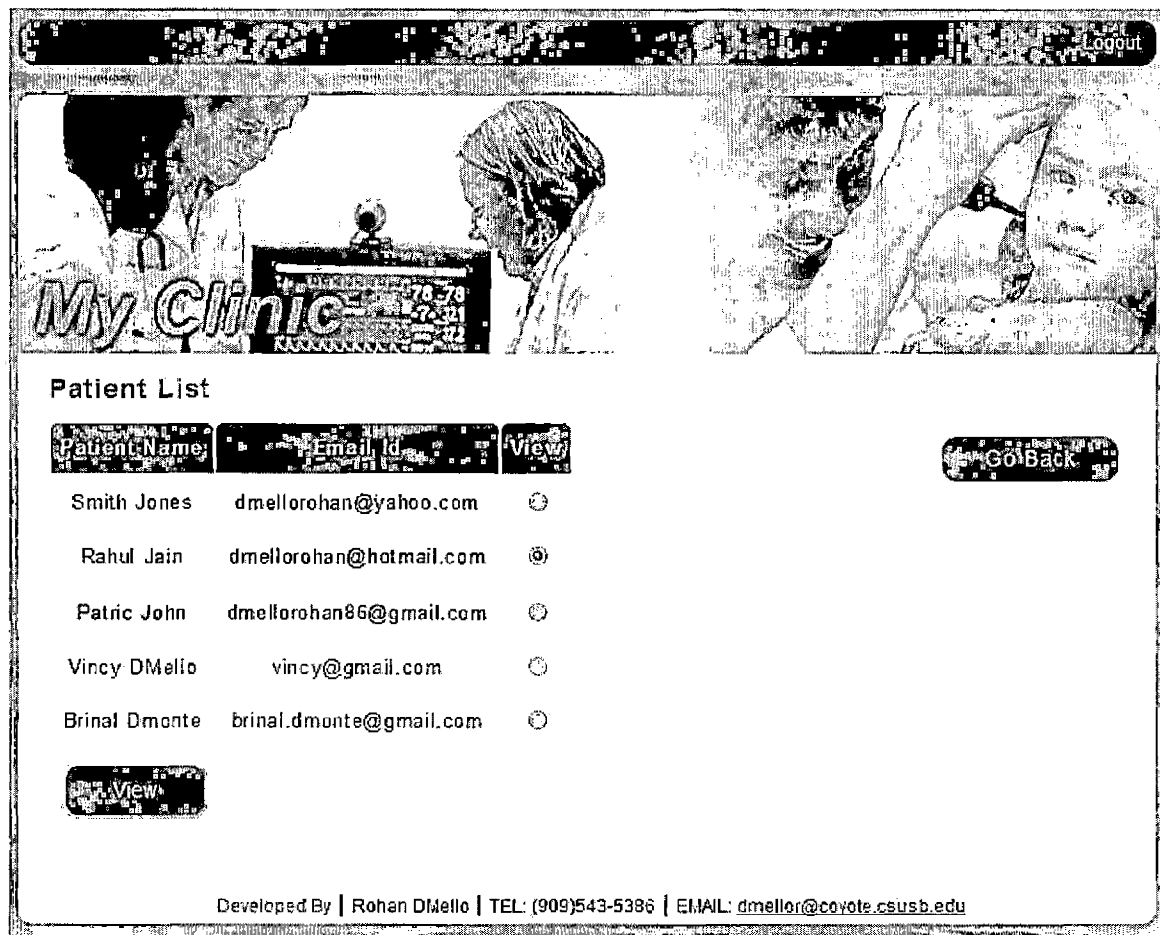 Logout
My Clinic
Patient List
Patient Name Email Id View
Go Back
Smith Jones dmellorohan@yahoo.com
Rahul Jain dmellorohan@hotmail.com
Patric John dmellorohan86@gmail.com
Vincy DMello vincy@gmail.com
Brinal Dmonte brinal.dmonte@gmail.com
View
Developed By | Rohan DMello | TEL: (909)543-5386 | EMAIL: dmellor@coyote.csusb.edu